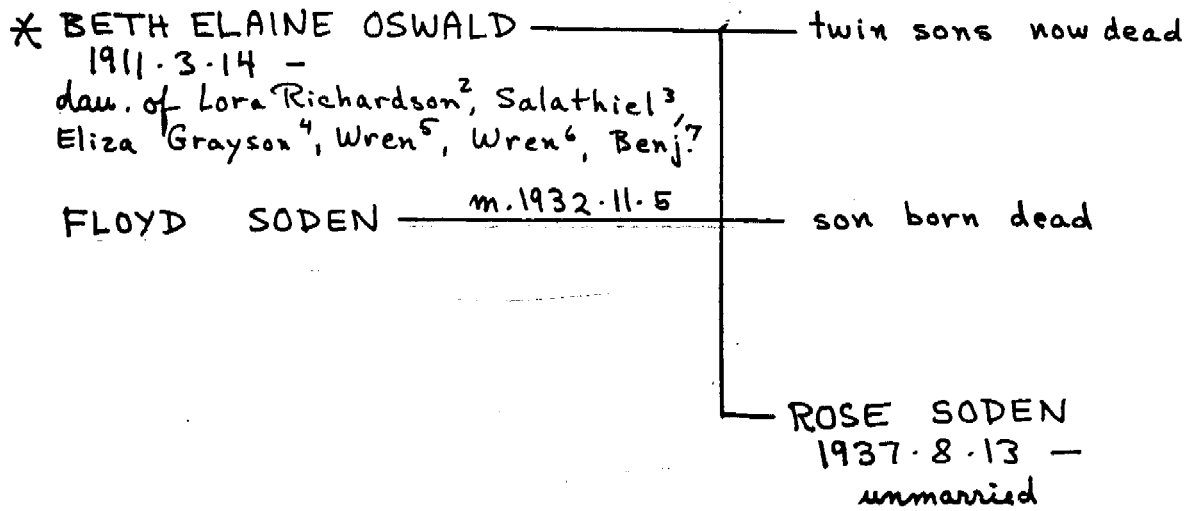 * BETH ELAINE OSWALD
1911·3·14 –
dau. of Lora Richardson², Salathiel³,
Eliza Grayson⁴, Wren⁵, Wren⁶, Benj.⁷
FLOYD SODEN
m. 1932·11·5
twin sons now dead
son born dead
ROSE SODEN
1937·8·13 —
unmarried